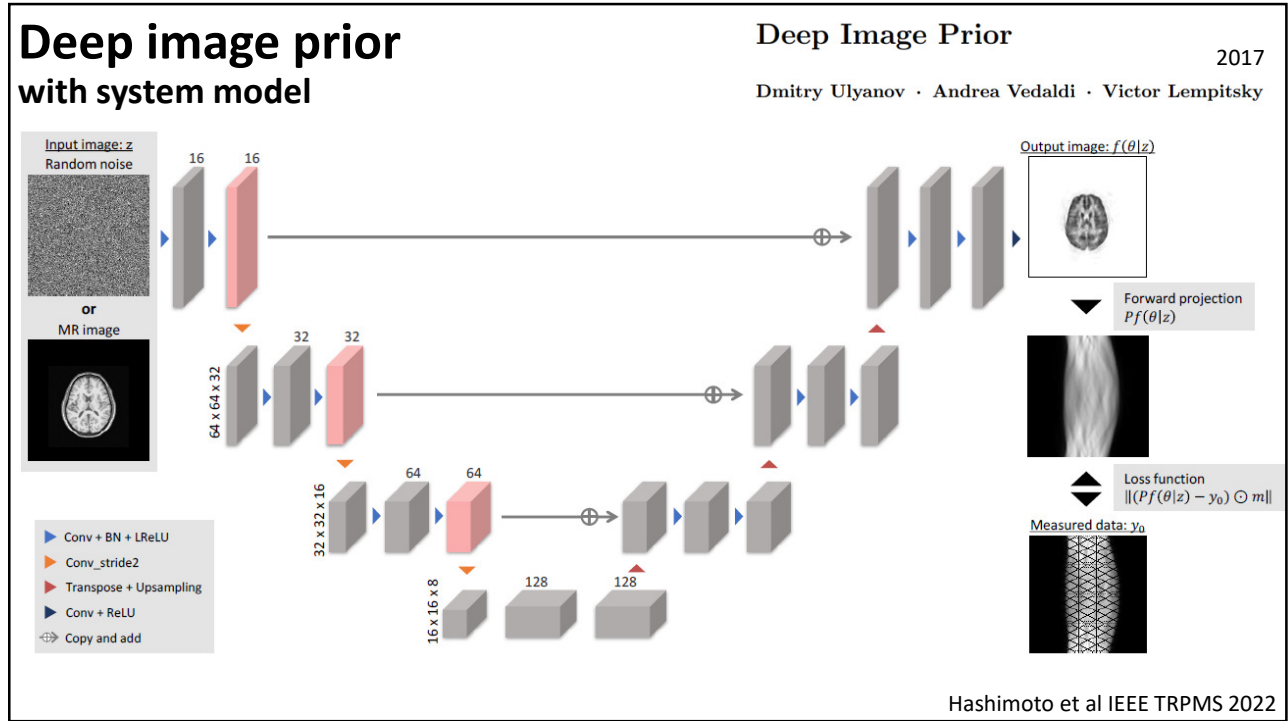 Deep image prior
with system model
Deep Image Prior
2017
Dmitry Ulyanov · Andrea Vedaldi · Victor Lempitsky
Input image: z
Random noise
or
MR image
16
16
32
32
64 x 64 x 32
64
64
32 x 32 x 16
128
128
16 x 16 x 8
Output image: f(θ|z)
Forward projection
Pf(θ|z)
Loss function
‖(Pf(θ|z) − y₀) ⊙ m‖
Measured data: y₀
Conv + BN + LReLU
Conv_stride2
Transpose + Upsampling
Conv + ReLU
Copy and add
Hashimoto et al IEEE TRPMS 2022